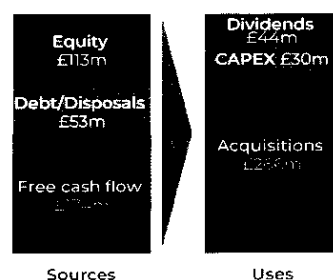 Equity
£113m
Debt/Disposals
£53m
Free cash flow
Sources
Dividends
£44m
CAPEX £30m
Acquisitions
Uses